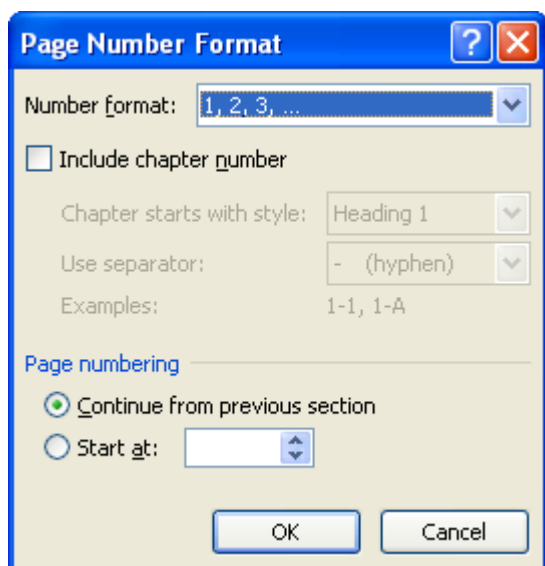 Page Number Format
Number format: 1, 2, 3, ...
Include chapter number
Chapter starts with style: Heading 1
Use separator: - (hyphen)
Examples: 1-1, 1-A
Page numbering
Continue from previous section
Start at:
OK Cancel